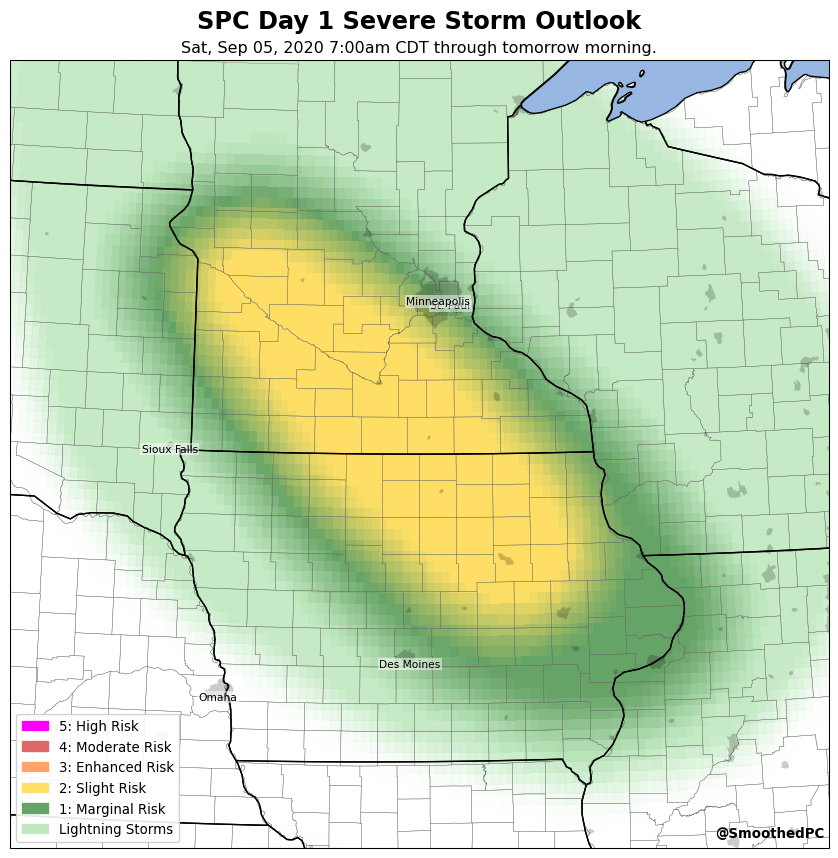 SPC Day 1 Severe Storm Outlook
Sat, Sep 05, 2020 7:00am CDT through tomorrow morning.
Minneapolis
St. Paul
Sioux Falls
Des Moines
Omaha
5: High Risk
4: Moderate Risk
3: Enhanced Risk
2: Slight Risk
1: Marginal Risk
Lightning Storms
@SmoothedPC